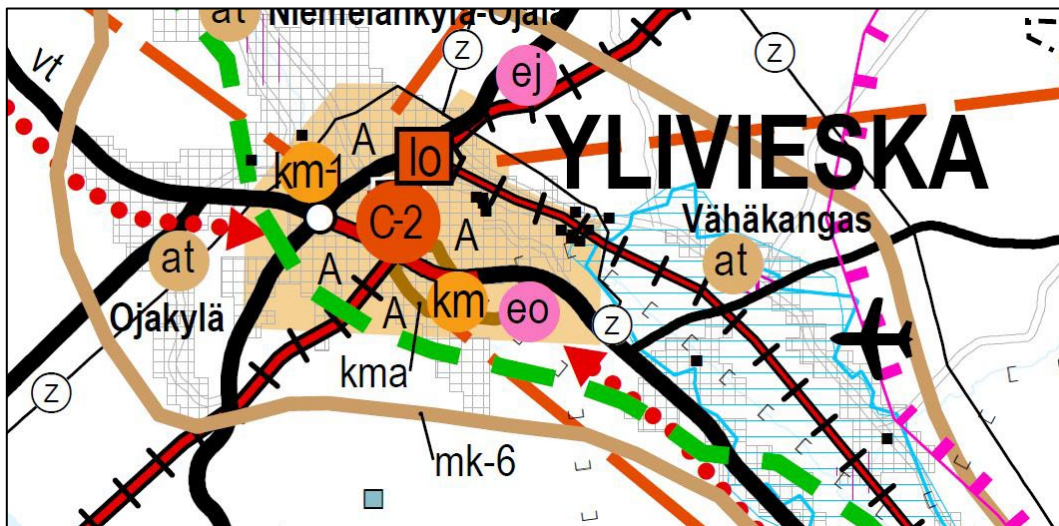 at
Niemelänkylä-Ojala
Z
Z
vt
ej
A
lo
YLIVIESKA
km-1
C-2
A
Vähäkangas
at
at
A
Ojakylä
A
km
eo
Z
kma
Z
mk-6